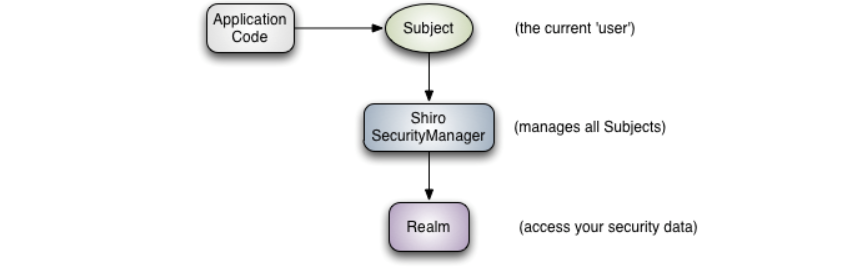 Application
Code
Subject
(the current 'user')
Shiro
SecurityManager
(manages all Subjects)
Realm
(access your security data)